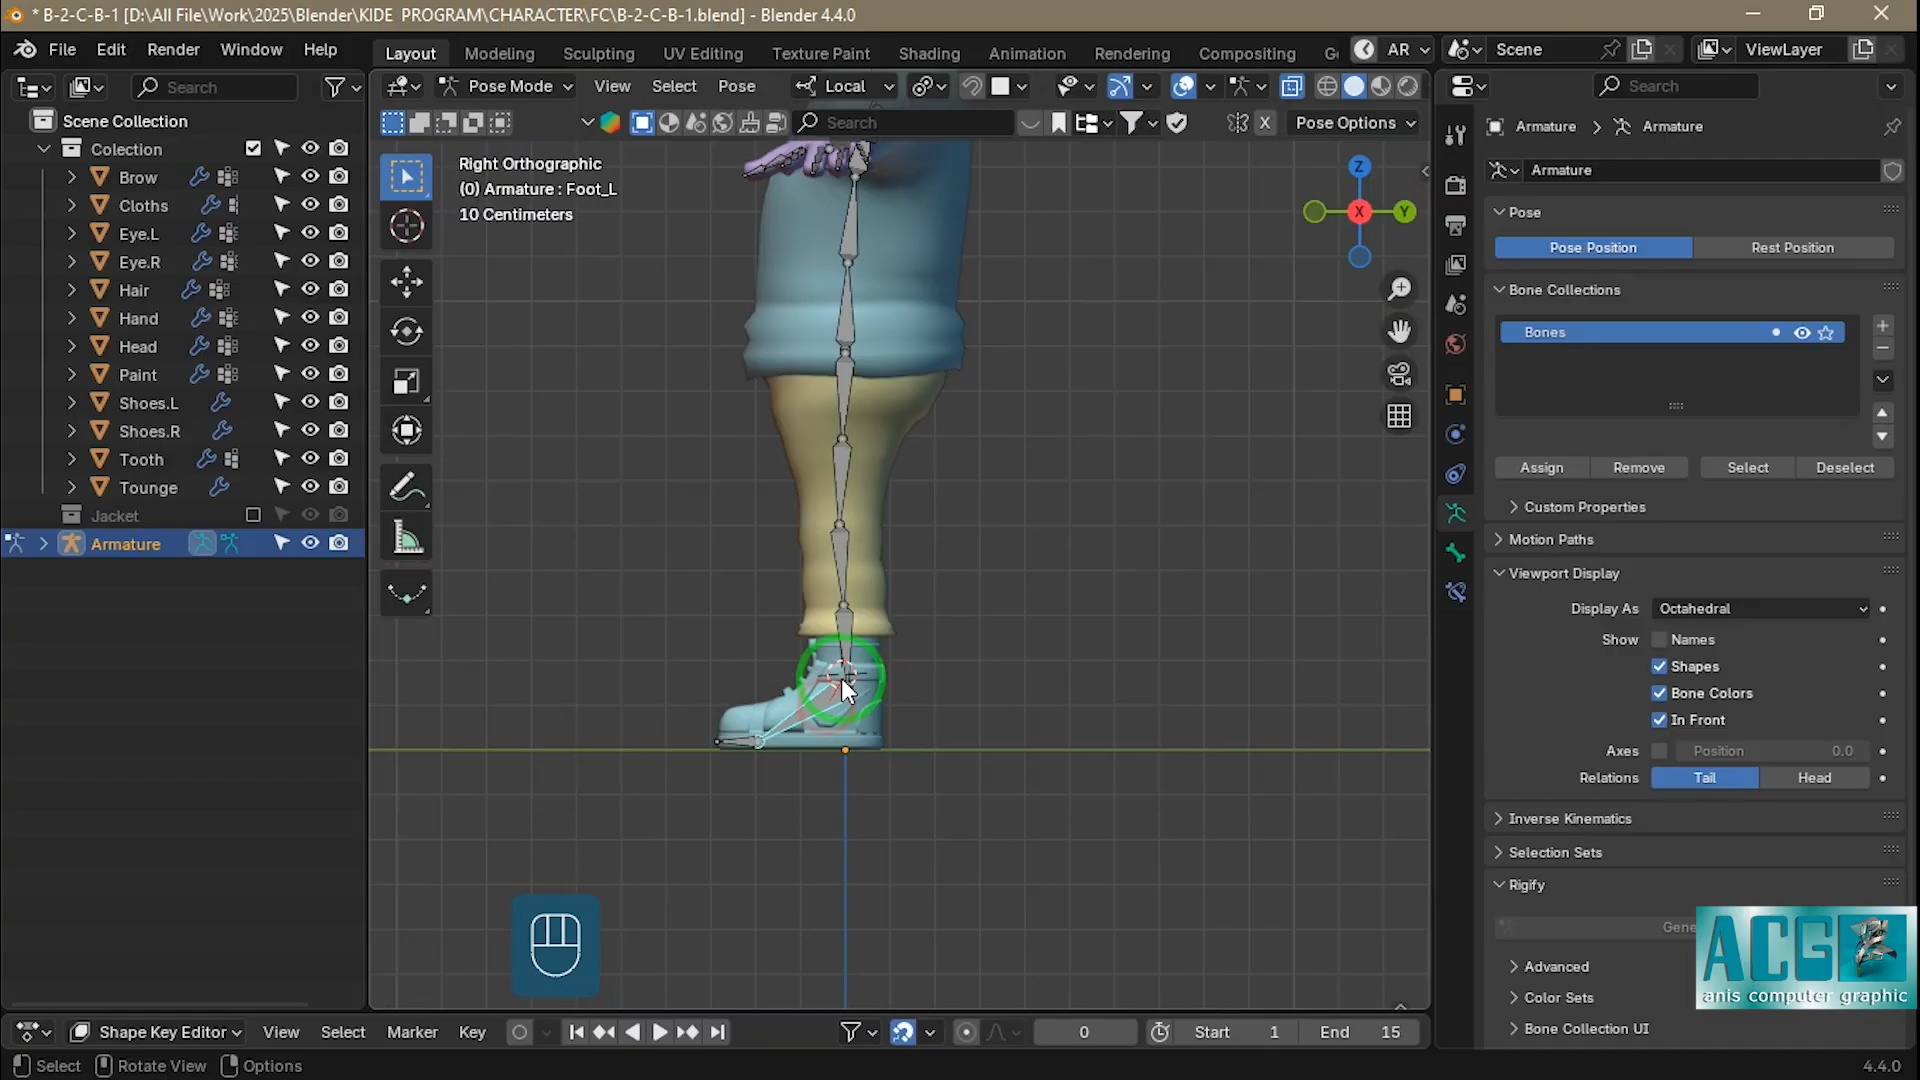 * B-2-C-B-1 [D:\All File\Work\2025\Blender\KIDE PROGRAM\CHARACTER\FC\B-2-C-B-1.blend] - Blender 4.4.0
File Edit Render Window Help
Layout Modeling Sculpting UV Editing Texture Paint Shading Animation Rendering Compositing Ge
AR Scene ViewLayer
Search
Pose Mode View Select Pose Local
Search
Scene Collection
Search Pose Options
Armature > Armature
Colection
Brow
Cloths
Eye.L
Eye.R
Hair
Hand
Head
Paint
Shoes.L
Shoes.R
Tooth
Tounge
Jacket
Armature
Right Orthographic
(0) Armature : Foot_L
10 Centimeters
Z
X
Y
Armature
Pose
Pose Position Rest Position
Bone Collections
Bones
Assign Remove Select Deselect
Custom Properties
Motion Paths
Viewport Display
Display As Octahedral
Show Names
Shapes
Bone Colors
In Front
Axes Position 0.0
Relations Tail Head
Inverse Kinematics
Selection Sets
Rigify
Gene
Advanced
Color Sets
Bone Collection UI
ACG
anis computer graphic
Shape Key Editor View Select Marker Key 0 Start 1 End 15
Select Rotate View Options 4.4.0